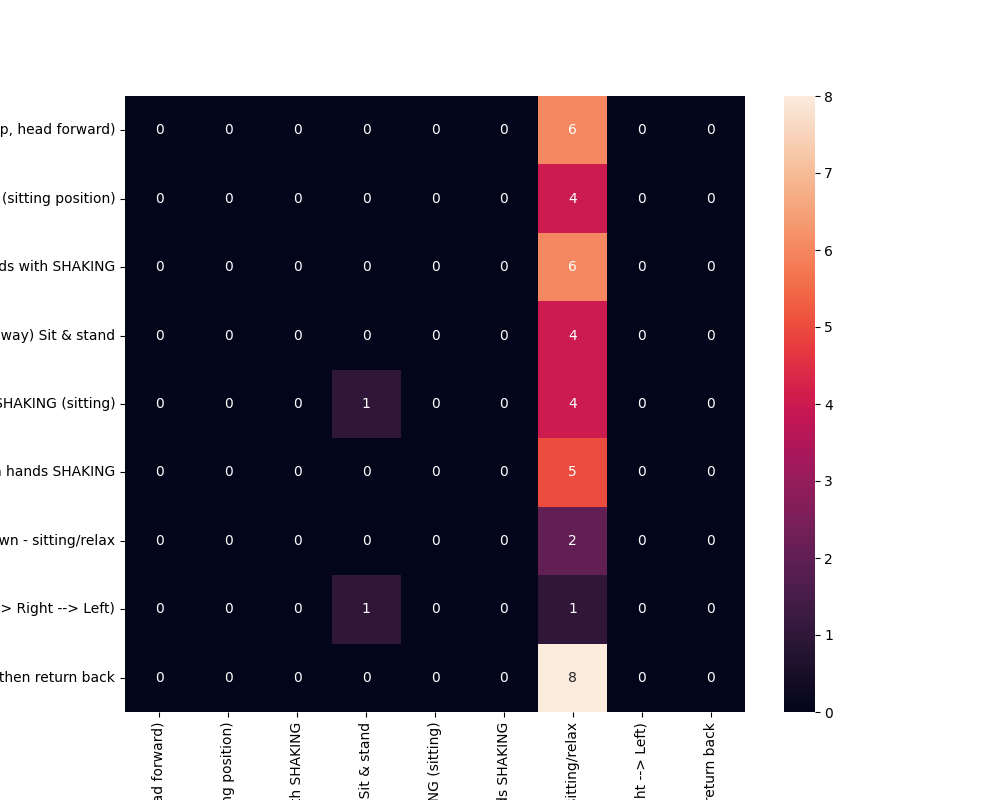 p, head forward) 0 0 0 0 0 0 6 0 0
(sitting position) 0 0 0 0 0 0 4 0 0
ds with SHAKING 0 0 0 0 0 0 6 0 0
way) Sit & stand 0 0 0 0 0 0 4 0 0
SHAKING (sitting) 0 0 0 1 0 0 4 0 0
hands SHAKING 0 0 0 0 0 0 5 0 0
wn - sitting/relax 0 0 0 0 0 0 2 0 0
> Right --> Left) 0 0 0 1 0 0 1 0 0
then return back 0 0 0 0 0 0 8 0 0
ad forward)
ng position)
th SHAKING
Sit & stand
NG (sitting)
ds SHAKING
sitting/relax
ht --> Left)
return back
8
7
6
5
4
3
2
1
0